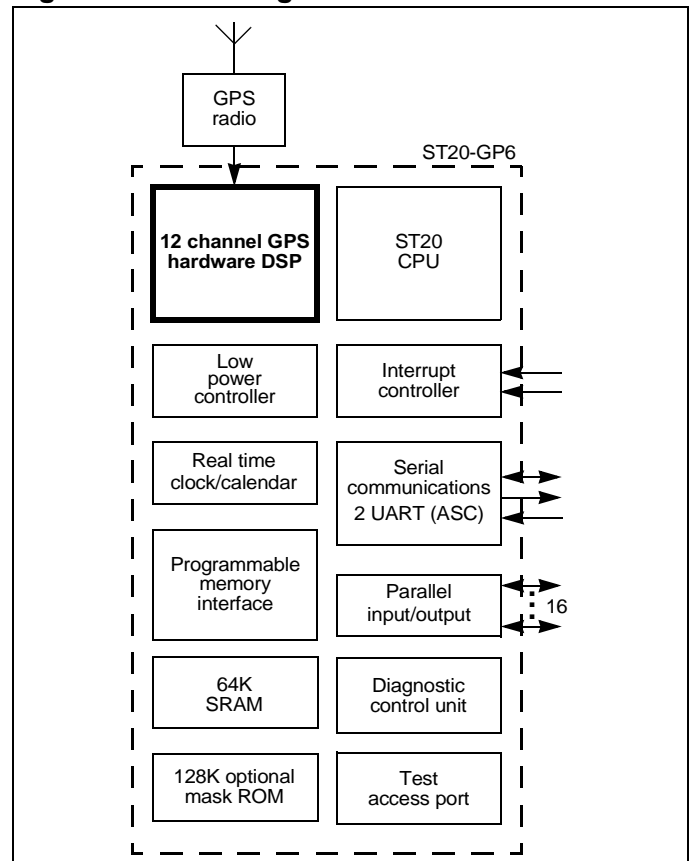 GPS
radio
ST20-GP6
12 channel GPS
hardware DSP
ST20
CPU
Low
power
controller
Interrupt
controller
Real time
clock/calendar
Serial
communications
2 UART (ASC)
Programmable
memory
interface
Parallel
input/output
16
64K
SRAM
Diagnostic
control unit
128K optional
mask ROM
Test
access port